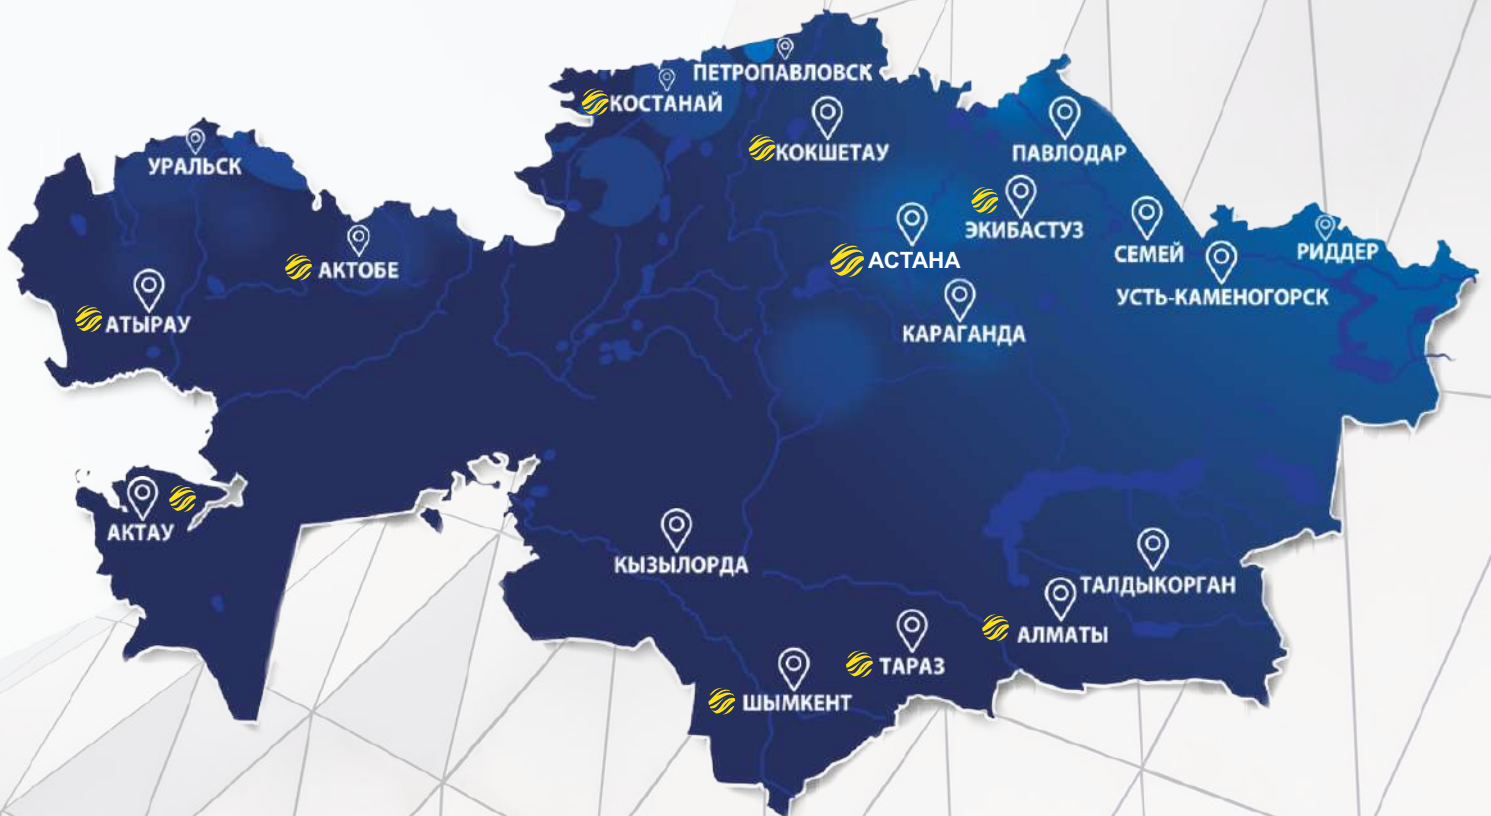 ПЕТРОПАВЛОВСК
КОСТАНАЙ
КОКШЕТАУ
ПАВЛОДАР
УРАЛЬСК
ЭКИБАСТУЗ
СЕМЕЙ
РИДДЕР
АСТАНА
АКТОБЕ
УСТЬ-КАМЕНОГОРСК
АТЫРАУ
КАРАГАНДА
АКТАУ
КЫЗЫЛОРДА
ТАЛДЫКОРГАН
АЛМАТЫ
ТАРАЗ
ШЫМКЕНТ